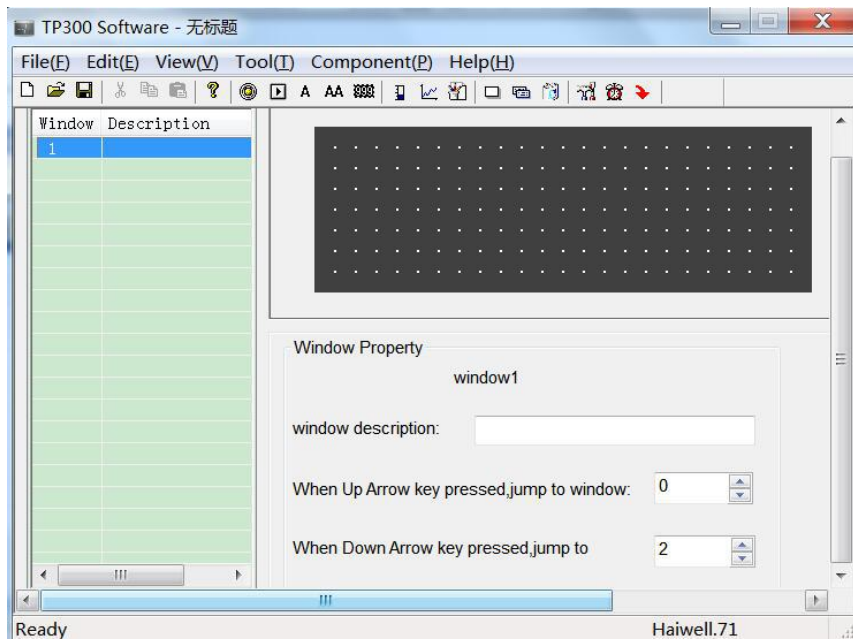 TP300 Software - 无标题
File(F) Edit(E) View(V) Tool(T) Component(P) Help(H)
A AA
Window Description
1
Window Property
window1
window description:
When Up Arrow key pressed,jump to window: 0
When Down Arrow key pressed,jump to 2
Ready Haiwell.71